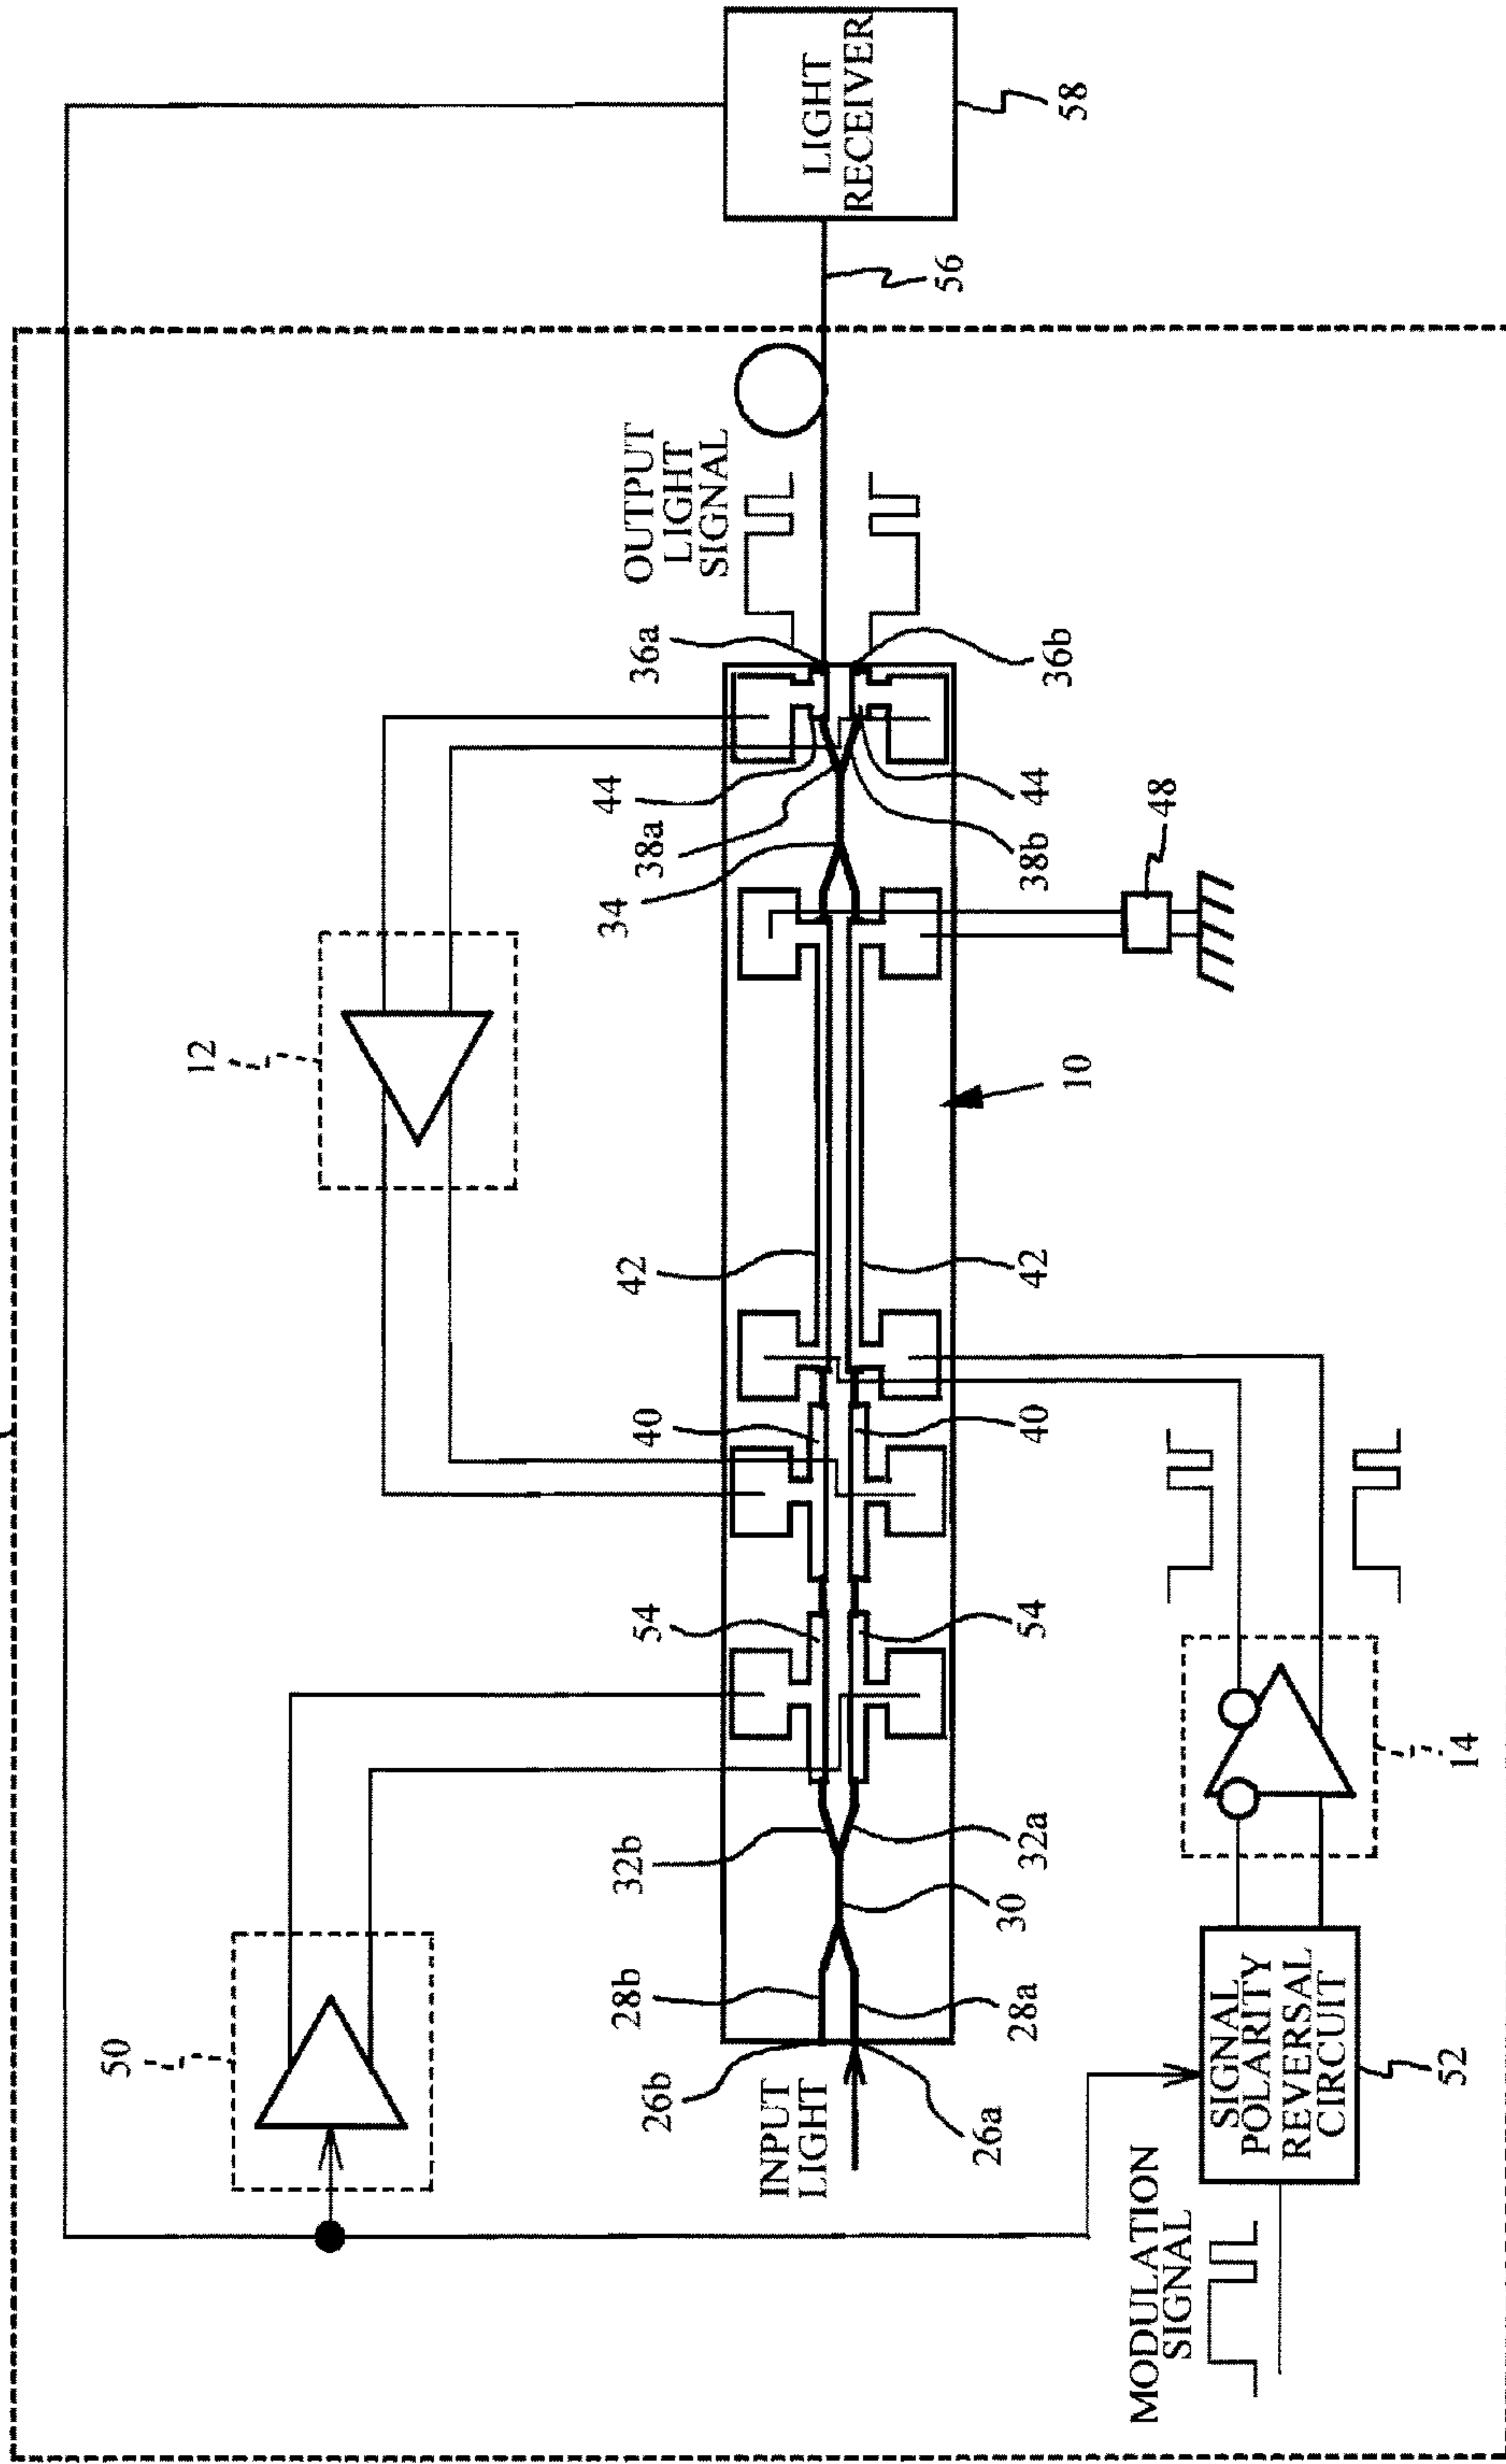 50
12
LIGHT
RECEIVER
58
56
OUTPUT
LIGHT
SIGNAL
36a
36b
26b
28b
32b
54
40
42
34
38a
44
INPUT
LIGHT
26a
28a
30
32a
54
40
42
10
38b
44
48
MODULATION
SIGNAL
SIGNAL
POLARITY
REVERSAL
CIRCUIT
52
14